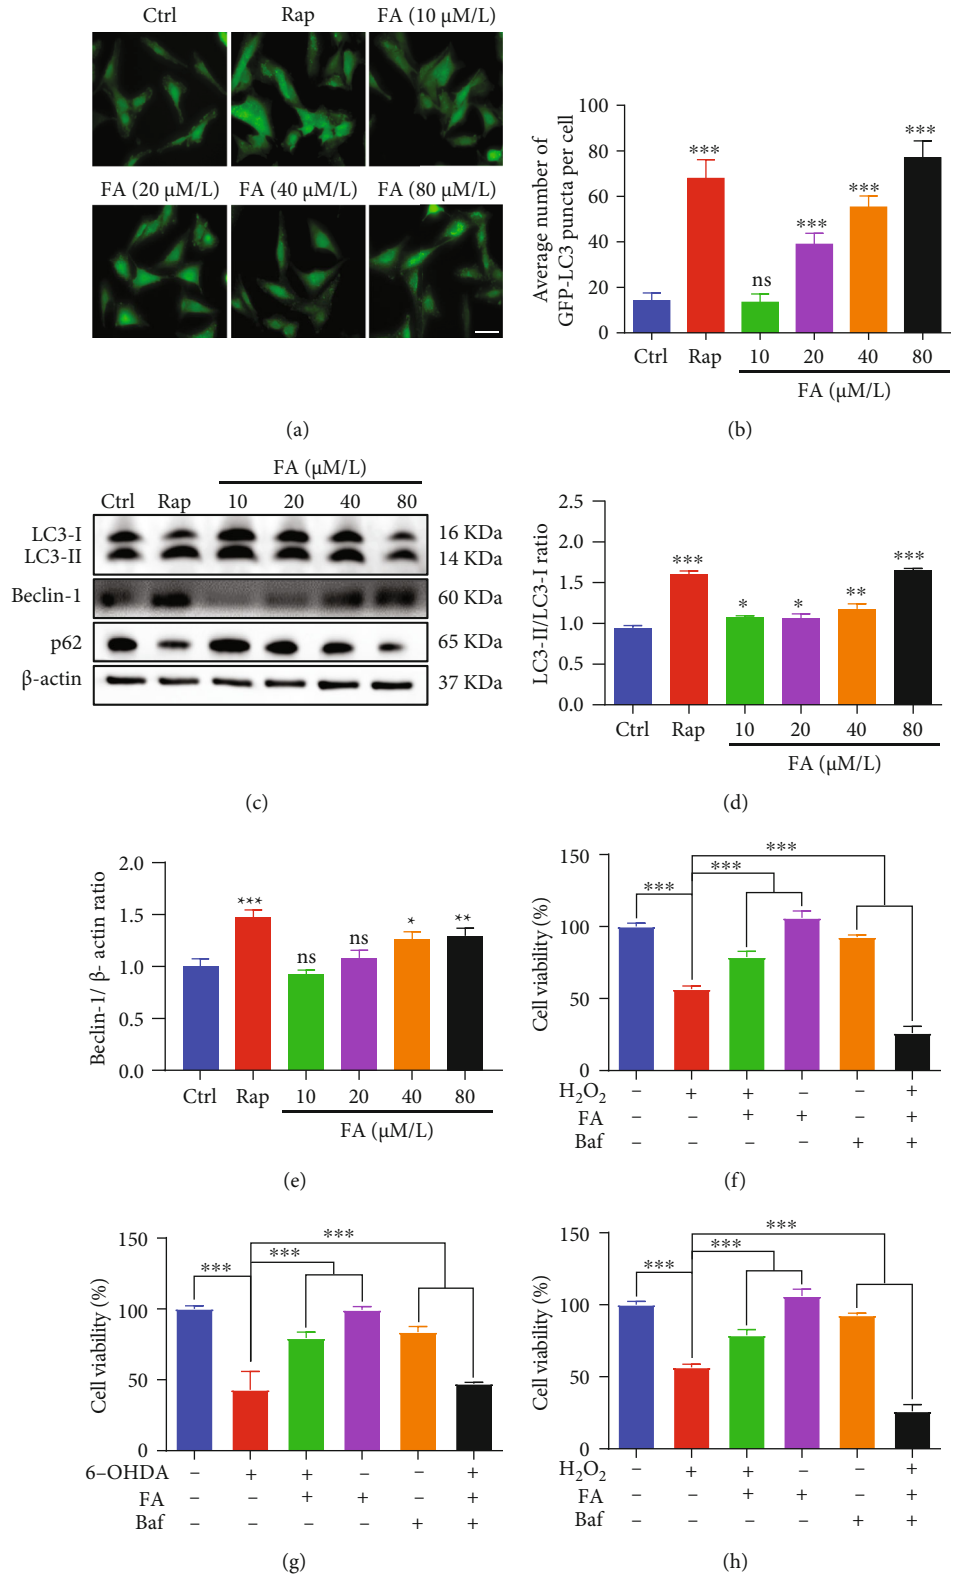 Ctrl Rap FA (10 μM/L)
FA (20 μM/L) FA (40 μM/L) FA (80 μM/L)
(a)
Average number of
GFP-LC3 puncta per cell
100
80
60
40
20
0
*** ns *** *** ***
Ctrl Rap 10 20 40 80
FA (μM/L)
(b)
FA (μM/L)
Ctrl Rap 10 20 40 80
LC3-I 16 KDa
LC3-II 14 KDa
Beclin-1 60 KDa
p62 65 KDa
β-actin 37 KDa
(c)
LC3-II/LC3-I ratio
2.5
2.0
1.5
1.0
0.5
0.0
*** * * ** ***
Ctrl Rap 10 20 40 80
FA (μM/L)
(d)
Beclin-1/ β- actin ratio
2.0
1.5
1.0
0.5
0.0
*** ns ns * **
Ctrl Rap 10 20 40 80
FA (μM/L)
(e)
Cell viability (%)
150
100
50
0
*** *** ***
H₂O₂ − + + − − +
FA − − + + − +
Baf − − − − + +
(f)
Cell viability (%)
150
100
50
0
*** *** ***
6–OHDA − + + − − +
FA − − + + − +
Baf − − − − + +
(g)
Cell viability (%)
150
100
50
0
*** *** ***
H₂O₂ − + + − − +
FA − − + + − +
Baf − − − − + +
(h)